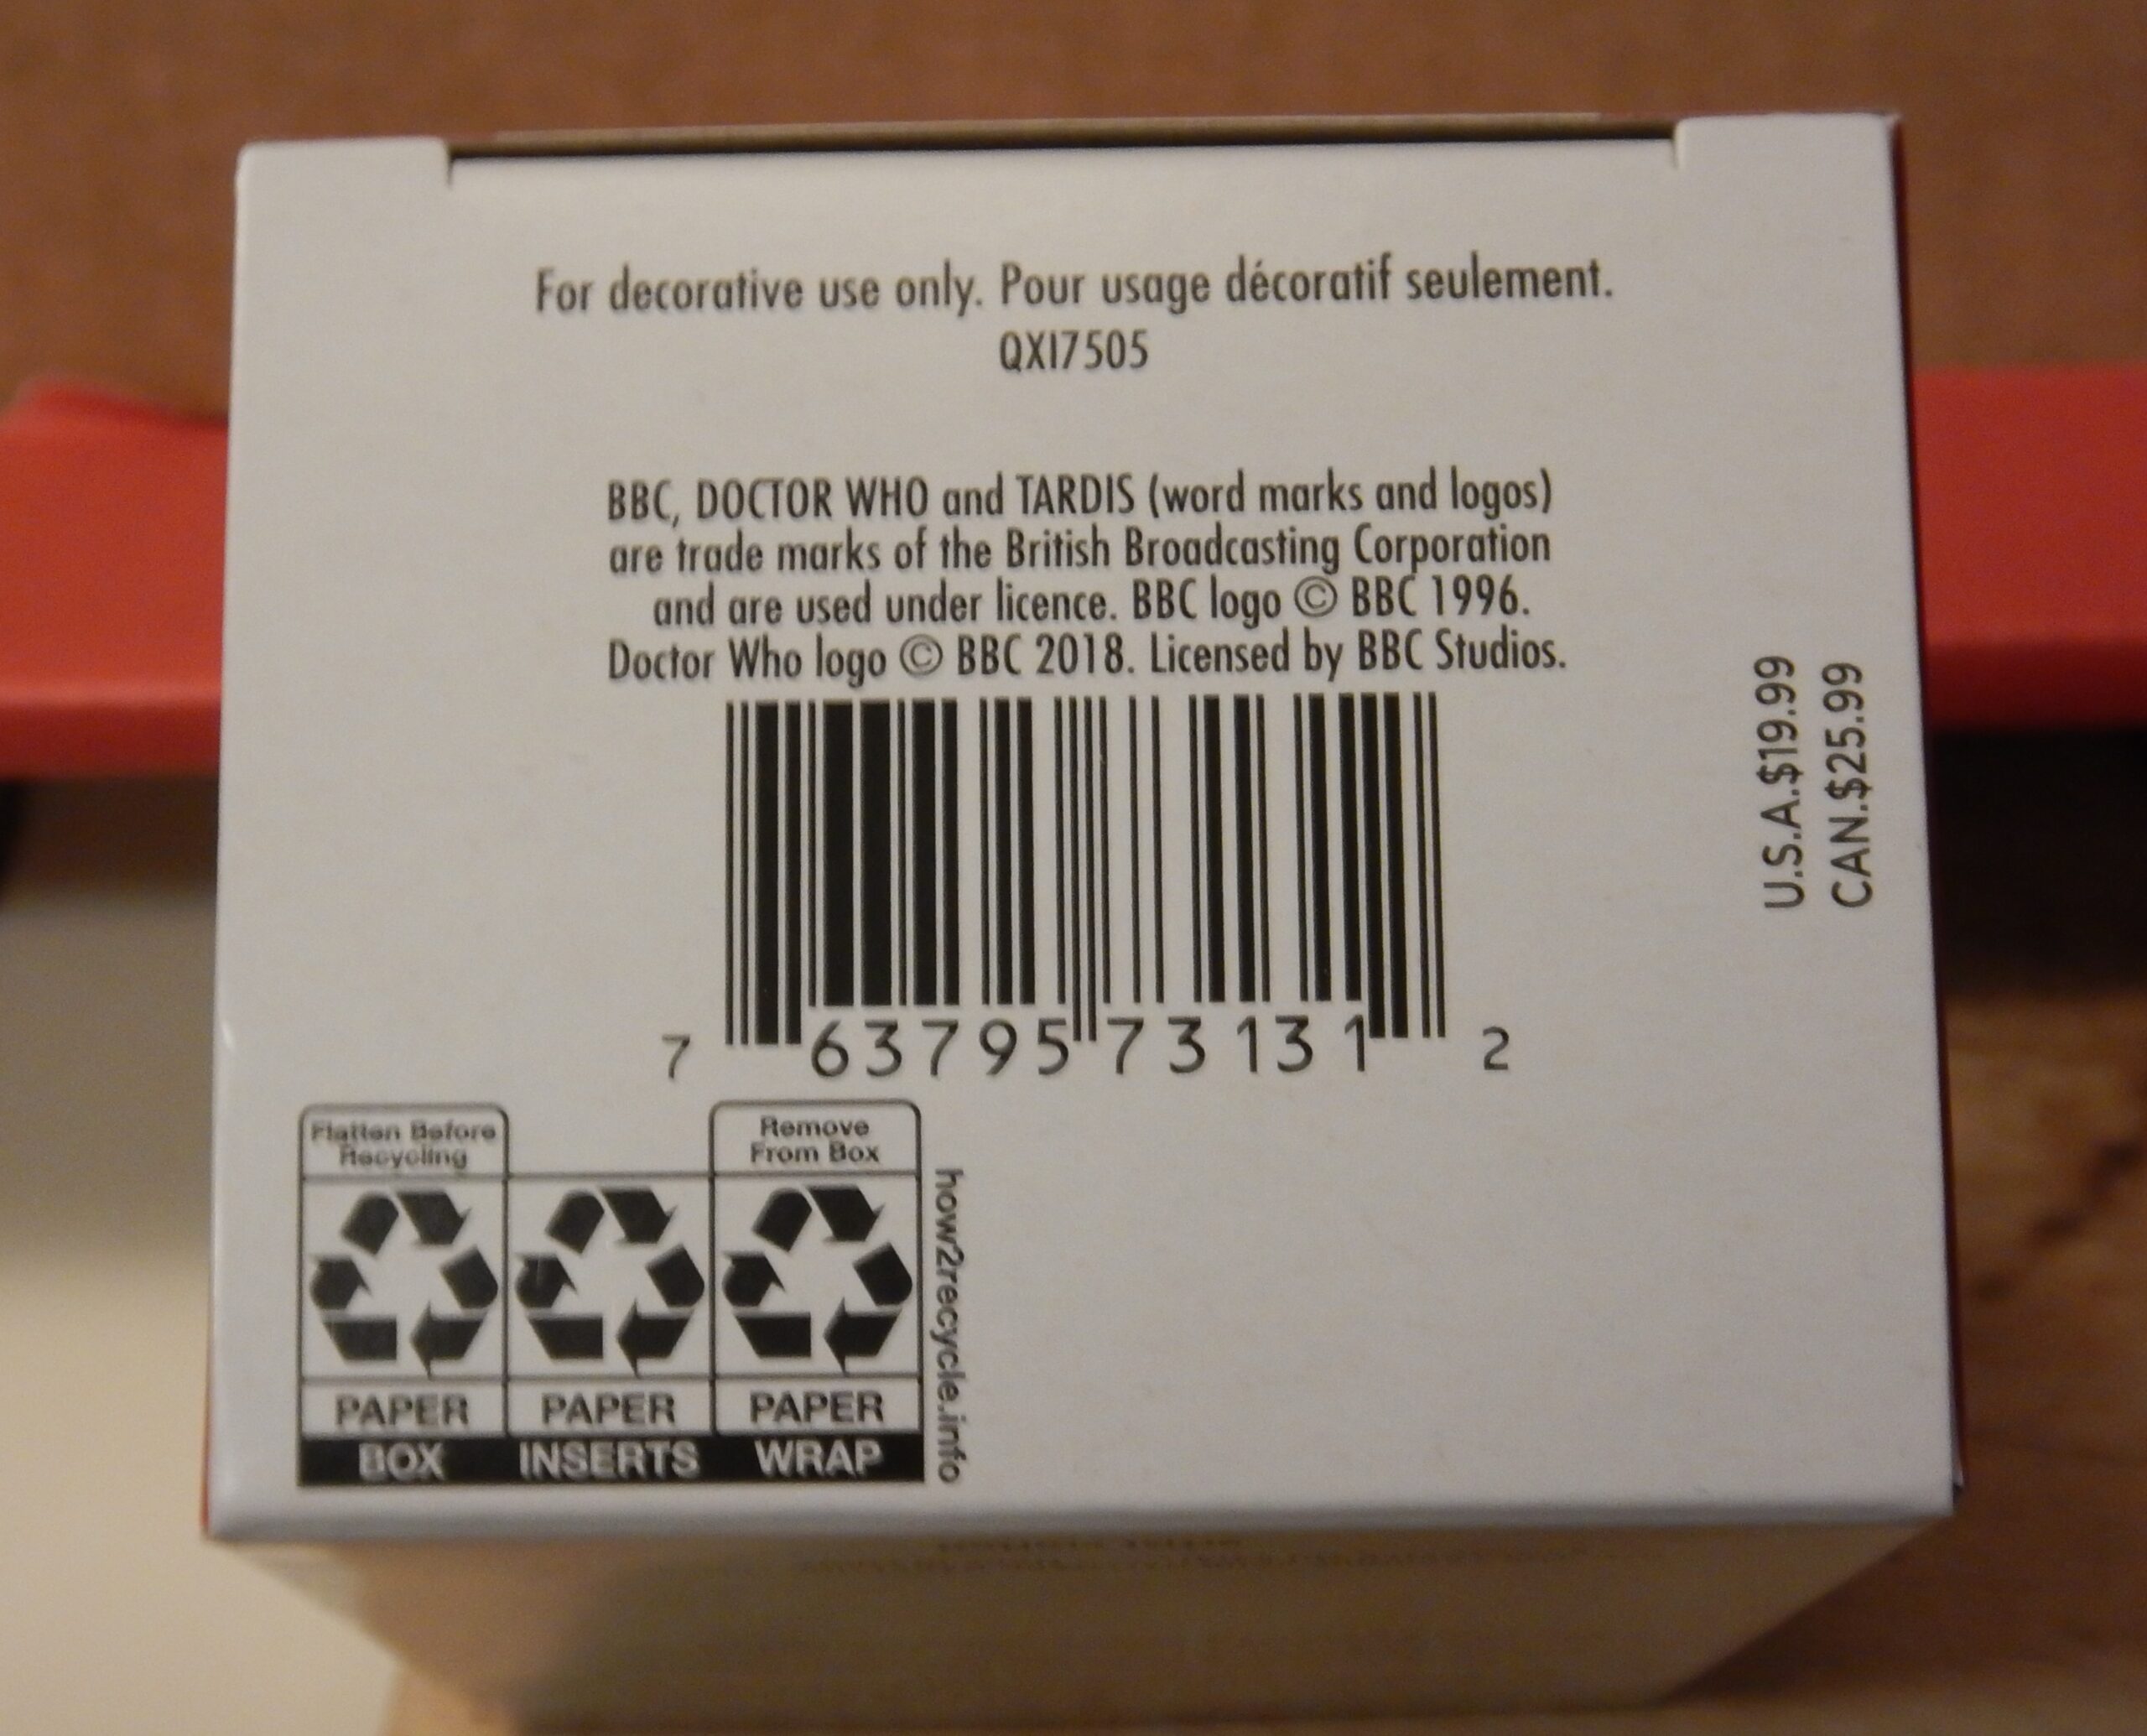 For decorative use only. Pour usage décoratif seulement.
QXI7505
BBC, DOCTOR WHO and TARDIS (word marks and logos)
are trade marks of the British Broadcasting Corporation
and are used under licence. BBC logo © BBC 1996.
Doctor Who logo © BBC 2018. Licensed by BBC Studios.
U.S.A.$19.99
CAN.$25.99
7 63795 73131 2
Flatten Before
Recycling
Remove
From Box
PAPER PAPER PAPER
BOX INSERTS WRAP
how2recycle.info